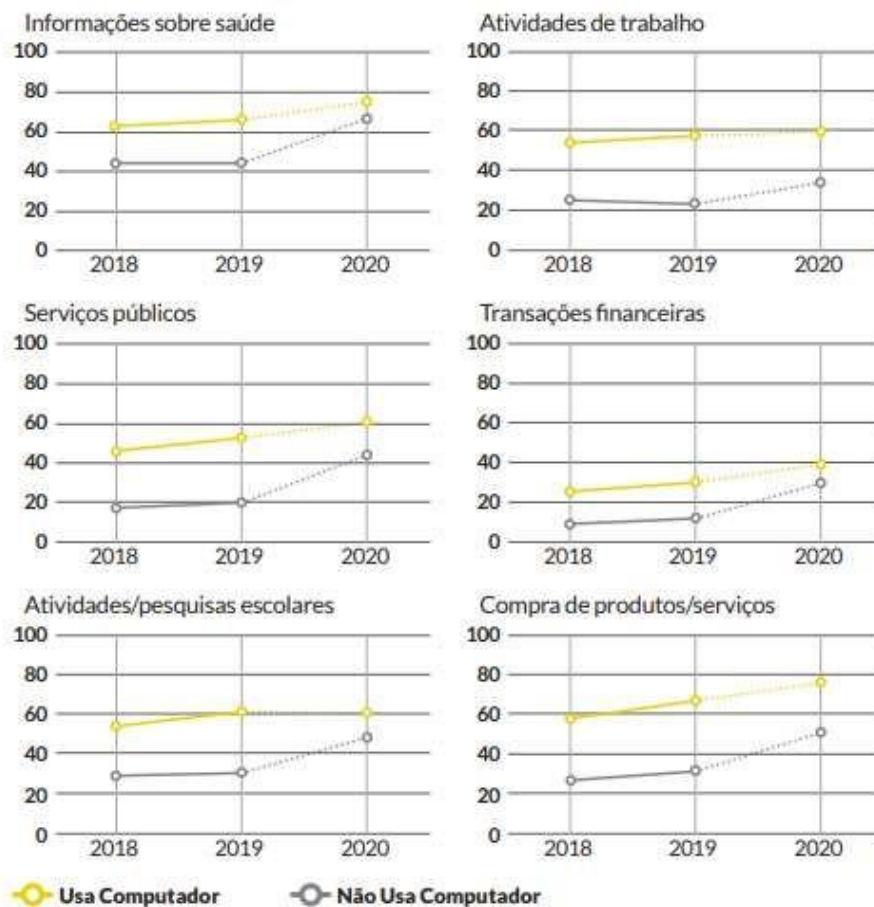 Informações sobre saúde
100
80
60
40
20
0
2018 2019 2020
Atividades de trabalho
100
80
60
40
20
0
2018 2019 2020
Serviços públicos
100
80
60
40
20
0
2018 2019 2020
Transações financeiras
100
80
60
40
20
0
2018 2019 2020
Atividades/pesquisas escolares
100
80
60
40
20
0
2018 2019 2020
Compra de produtos/serviços
100
80
60
40
20
0
2018 2019 2020
Usa Computador Não Usa Computador